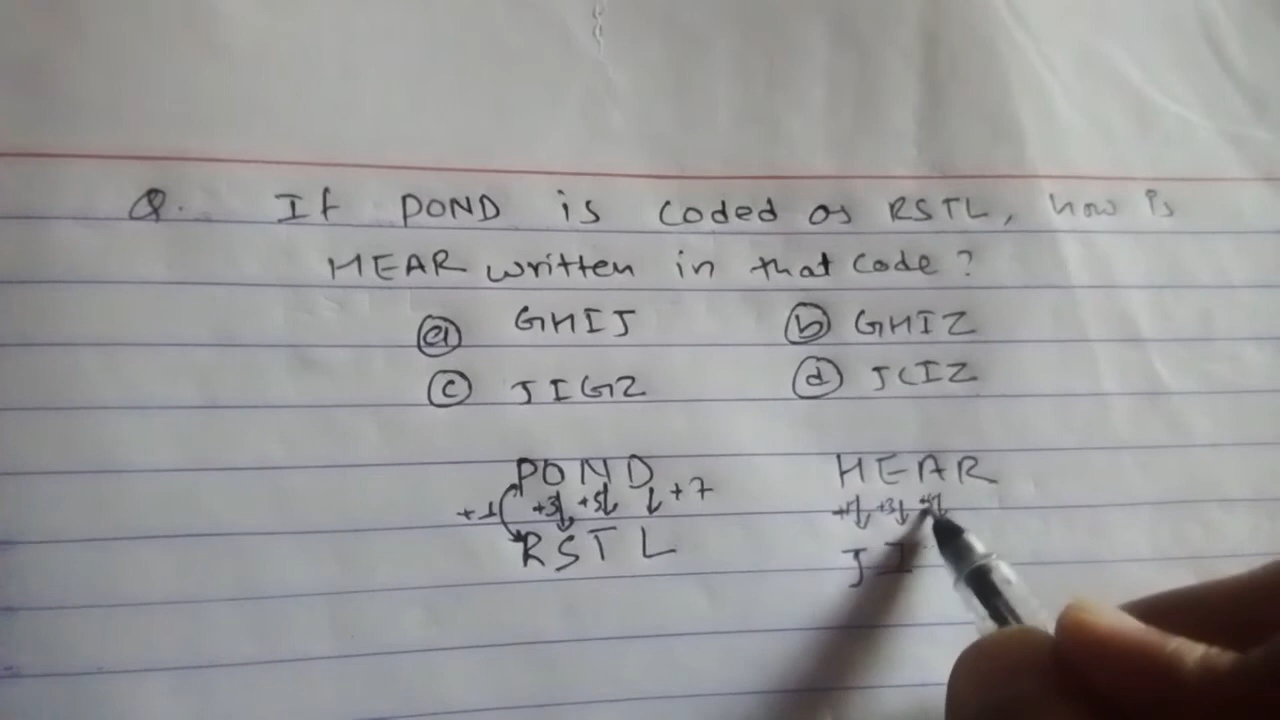 Q. If POND is coded as RSTL, how is
HEAR written in that code?
(a) GHIJ (b) GHIZ
(c) JIGZ (d) JCIZ
POND HEAR
+1 +3 +5 +7 +1 +3
RSTL JI